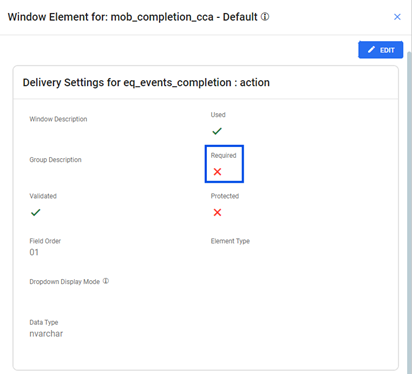 Window Element for: mob_completion_cca - Default
EDIT
Delivery Settings for eq_events_completion : action
Window Description
Used
Group Description
Required
Validated
Protected
Field Order
01
Element Type
Dropdown Display Mode
Data Type
nvarchar